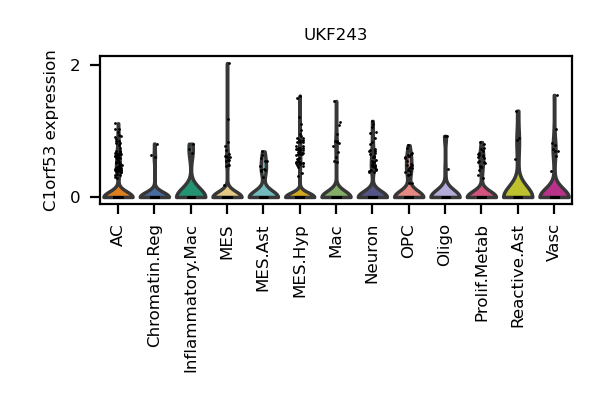 UKF243
C1orf53 expression
2
0
AC
Chromatin.Reg
Inflammatory.Mac
MES
MES.Ast
MES.Hyp
Mac
Neuron
OPC
Oligo
Prolif.Metab
Reactive.Ast
Vasc